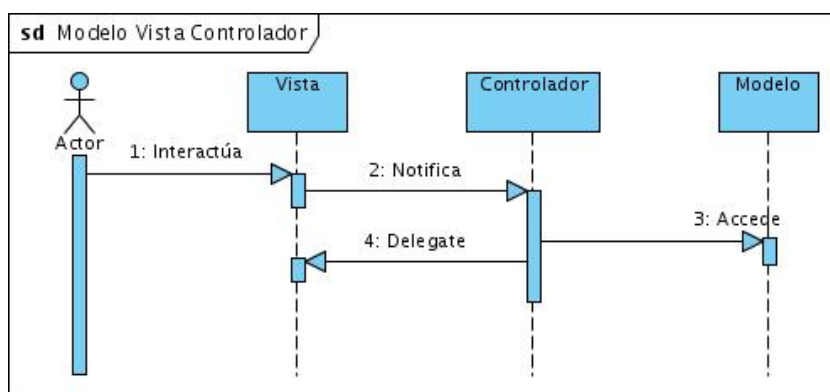 sd Modelo Vista Controlador
Vista
Controlador
Modelo
Actor
1: Interactúa
2: Notifica
3: Accede
4: Delegate